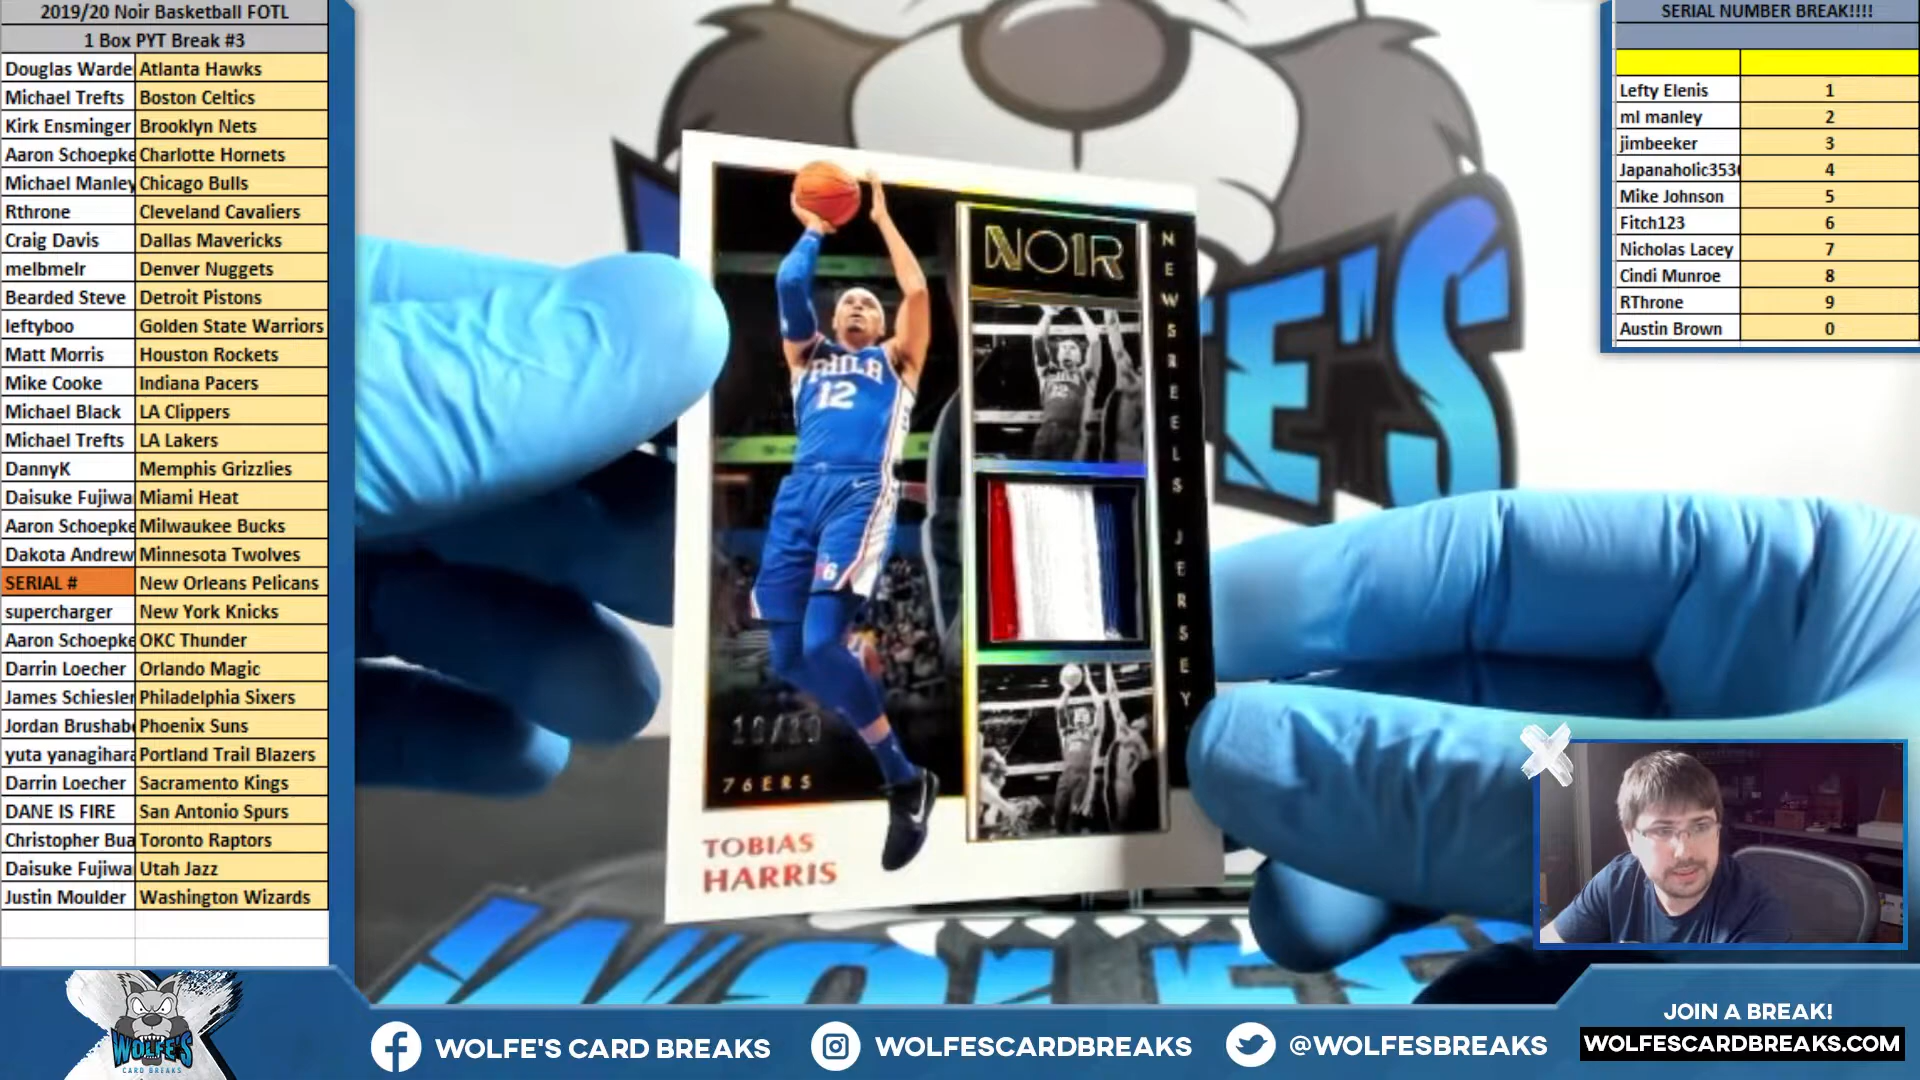 2019/20 Noir Basketball FOTL
1 Box PYT Break #3
Douglas Warde Atlanta Hawks
Michael Trefts Boston Celtics
Kirk Ensminger Brooklyn Nets
Aaron Schoepke Charlotte Hornets
Michael Manley Chicago Bulls
Rthrone Cleveland Cavaliers
Craig Davis Dallas Mavericks
melbmelr Denver Nuggets
Bearded Steve Detroit Pistons
leftyboo Golden State Warriors
Matt Morris Houston Rockets
Mike Cooke Indiana Pacers
Michael Black LA Clippers
Michael Trefts LA Lakers
DannyK Memphis Grizzlies
Daisuke Fujiwa Miami Heat
Aaron Schoepke Milwaukee Bucks
Dakota Andrew Minnesota Twolves
SERIAL # New Orleans Pelicans
supercharger New York Knicks
Aaron Schoepke OKC Thunder
Darrin Loecher Orlando Magic
James Schiesler Philadelphia Sixers
Jordan Brushab Phoenix Suns
yuta yanagihara Portland Trail Blazers
Darrin Loecher Sacramento Kings
DANE IS FIRE San Antonio Spurs
Christopher Bua Toronto Raptors
Daisuke Fujiwa Utah Jazz
Justin Moulder Washington Wizards
SERIAL NUMBER BREAK!!!!
Lefty Elenis 1
ml manley 2
jimbeeker 3
Japanaholic353 4
Mike Johnson 5
Fitch123 6
Nicholas Lacey 7
Cindi Munroe 8
RThrone 9
Austin Brown 0
NOIR
NEWSREELS JERSEY
PHILA
12
76ERS
TOBIAS
HARRIS
WOLFE'S
CARD BREAKS
WOLFE'S CARD BREAKS
WOLFESCARDBREAKS
@WOLFESBREAKS
JOIN A BREAK!
WOLFESCARDBREAKS.COM